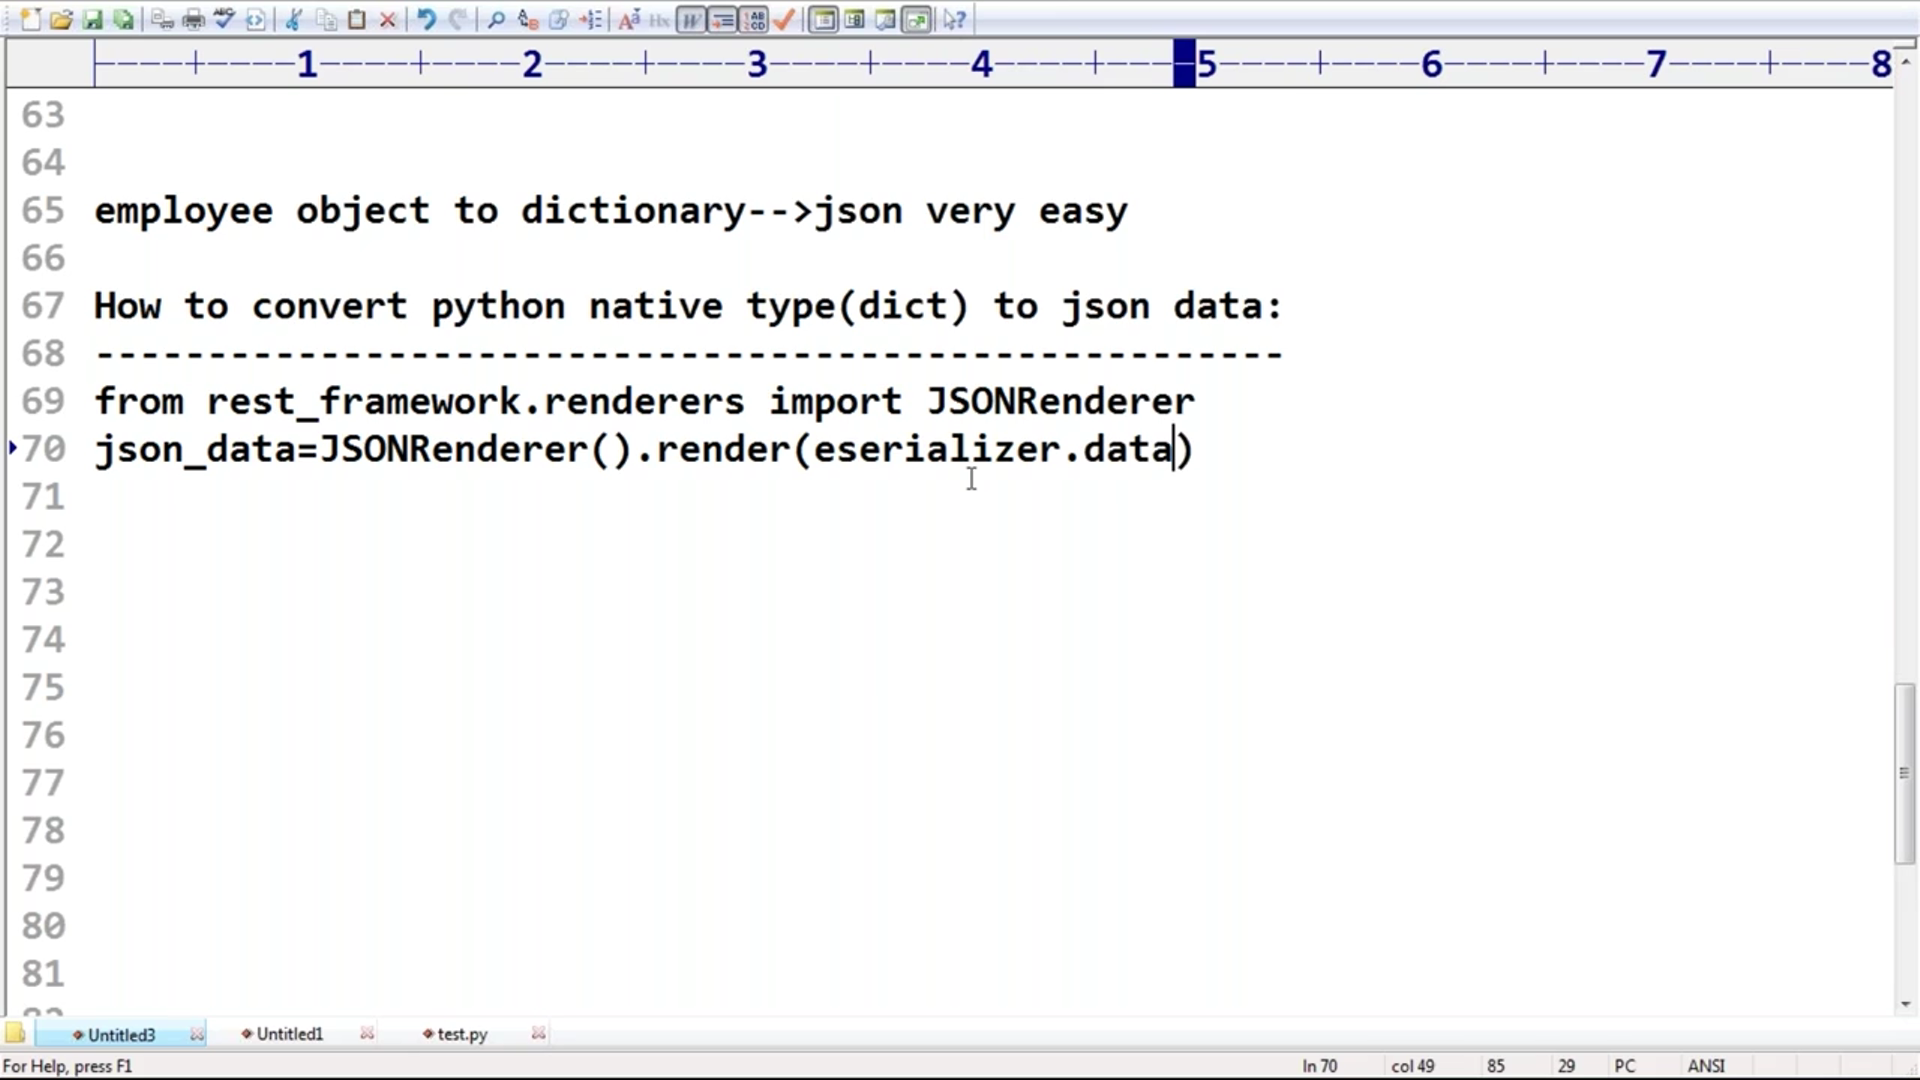 1 2 3 4 5 6 7 8
63
64
65 employee object to dictionary-->json very easy
66
67 How to convert python native type(dict) to json data:
68 -----------------------------------------------------
69 from rest_framework.renderers import JSONRenderer
70 json_data=JSONRenderer().render(eserializer.data)
71
72
73
74
75
76
77
78
79
80
81
Untitled3 Untitled1 test.py
For Help, press F1 ln 70 col 49 85 29 PC ANSI